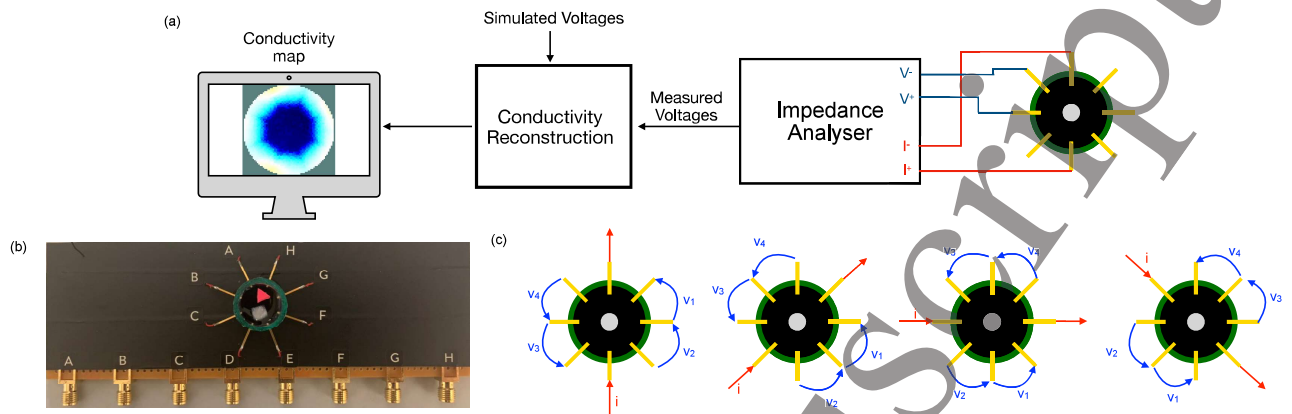 (a)
Simulated Voltages
Conductivity
map
Conductivity
Reconstruction
Measured
Voltages
Impedance
Analyser
V-
V+
I-
I+
(b)
A
H
B
G
C
F
D
E
A
B
C
F
G
H
(c)
V4
V3
V1
V2
i
V4
V3
V1
V2
i
V3
V4
V2
V1
i
i
V4
V3
V2
V1